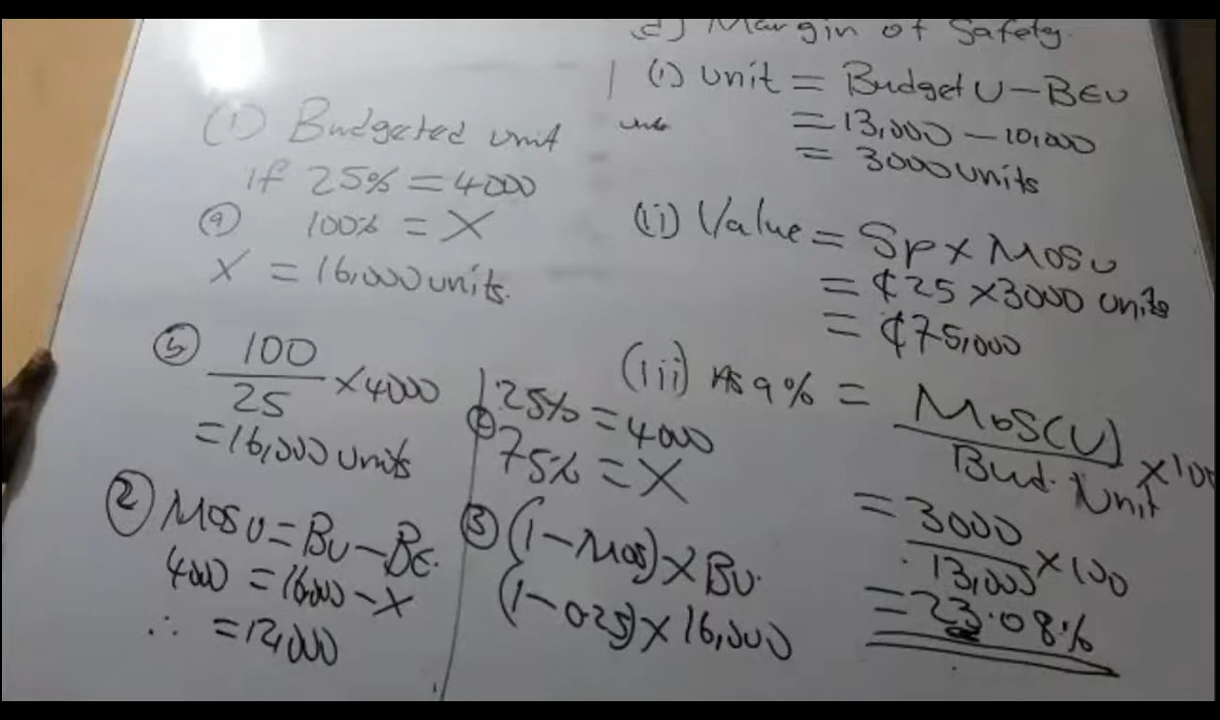 d) Margin of Safety
(i) unit = Budget U - BEU
= 13,000 - 10,000
= 3000 units
(ii) Value = Sp x MOSU
= ¢25 x 3000 units
= ¢75,000
(iii) As a % = MOS(U) / Bud. Unit x 100
= 3000 / 13,000 x 100
= 23.08%
(1) Budgeted unit
if 25% = 4000
(a) 100% = X
X = 16,000 units.
(b) 100 / 25 x 4000
= 16,000 units
(2) MOSU = BU - BE.
4000 = 16000 - X
∴ = 12,000
25% = 4000
75% = X
(3) (1 - MOS) x BU.
(1 - 0.25) x 16,000